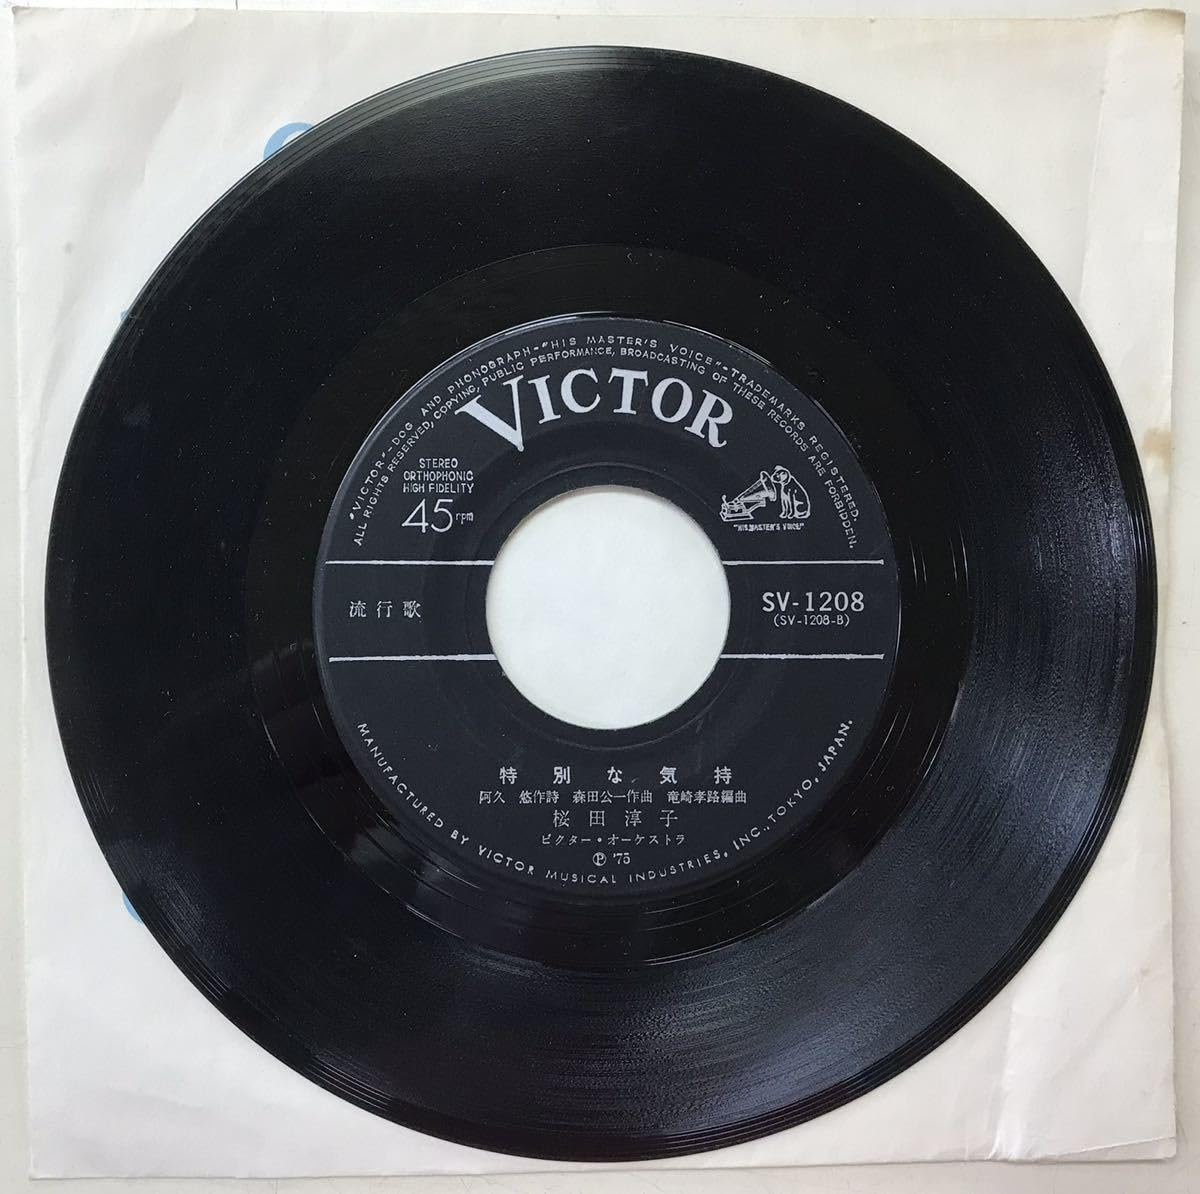 "VICTOR"-DOG AND PHONOGRAPH-"HIS MASTER'S VOICE"-TRADEMARKS REGISTERED.
ALL RIGHTS RESERVED, COPYING, PUBLIC PERFORMANCE, BROADCASTING OF THESE RECORDS ARE FORBIDDEN.
VICTOR
STEREO
ORTHOPHONIC
HIGH FIDELITY
45rpm
"HIS MASTER'S VOICE"
流行歌
SV-1208
(SV-1208-B)
特別な気持
阿久 悠作詩 森田公一作曲 竜崎孝路編曲
桜田淳子
ビクター・オーケストラ
Ⓟ '75
MANUFACTURED BY VICTOR MUSICAL INDUSTRIES, INC., TOKYO, JAPAN.